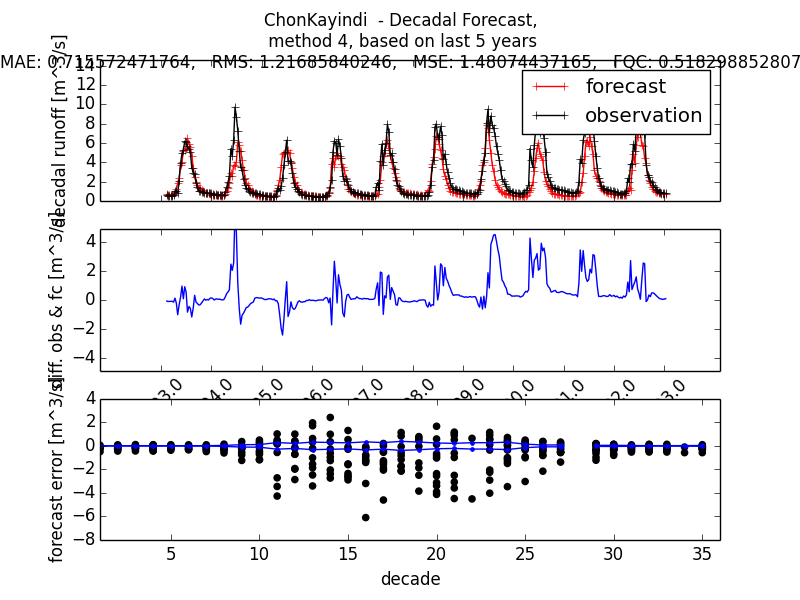 ChonKayindi - Decadal Forecast,
method 4, based on last 5 years
MAE: 0.715572471764, RMS: 1.21685840246, MSE: 1.48074437165, FQC: 0.518298852807
decadal runoff [m^3/s]
14
12
10
8
6
4
2
0
forecast
observation
diff. obs & fc [m^3/s]
4
2
0
−2
−4
forecast error [m^3/s]
4
2
0
−2
−4
−6
−8
5 10 15 20 25 30 35
decade